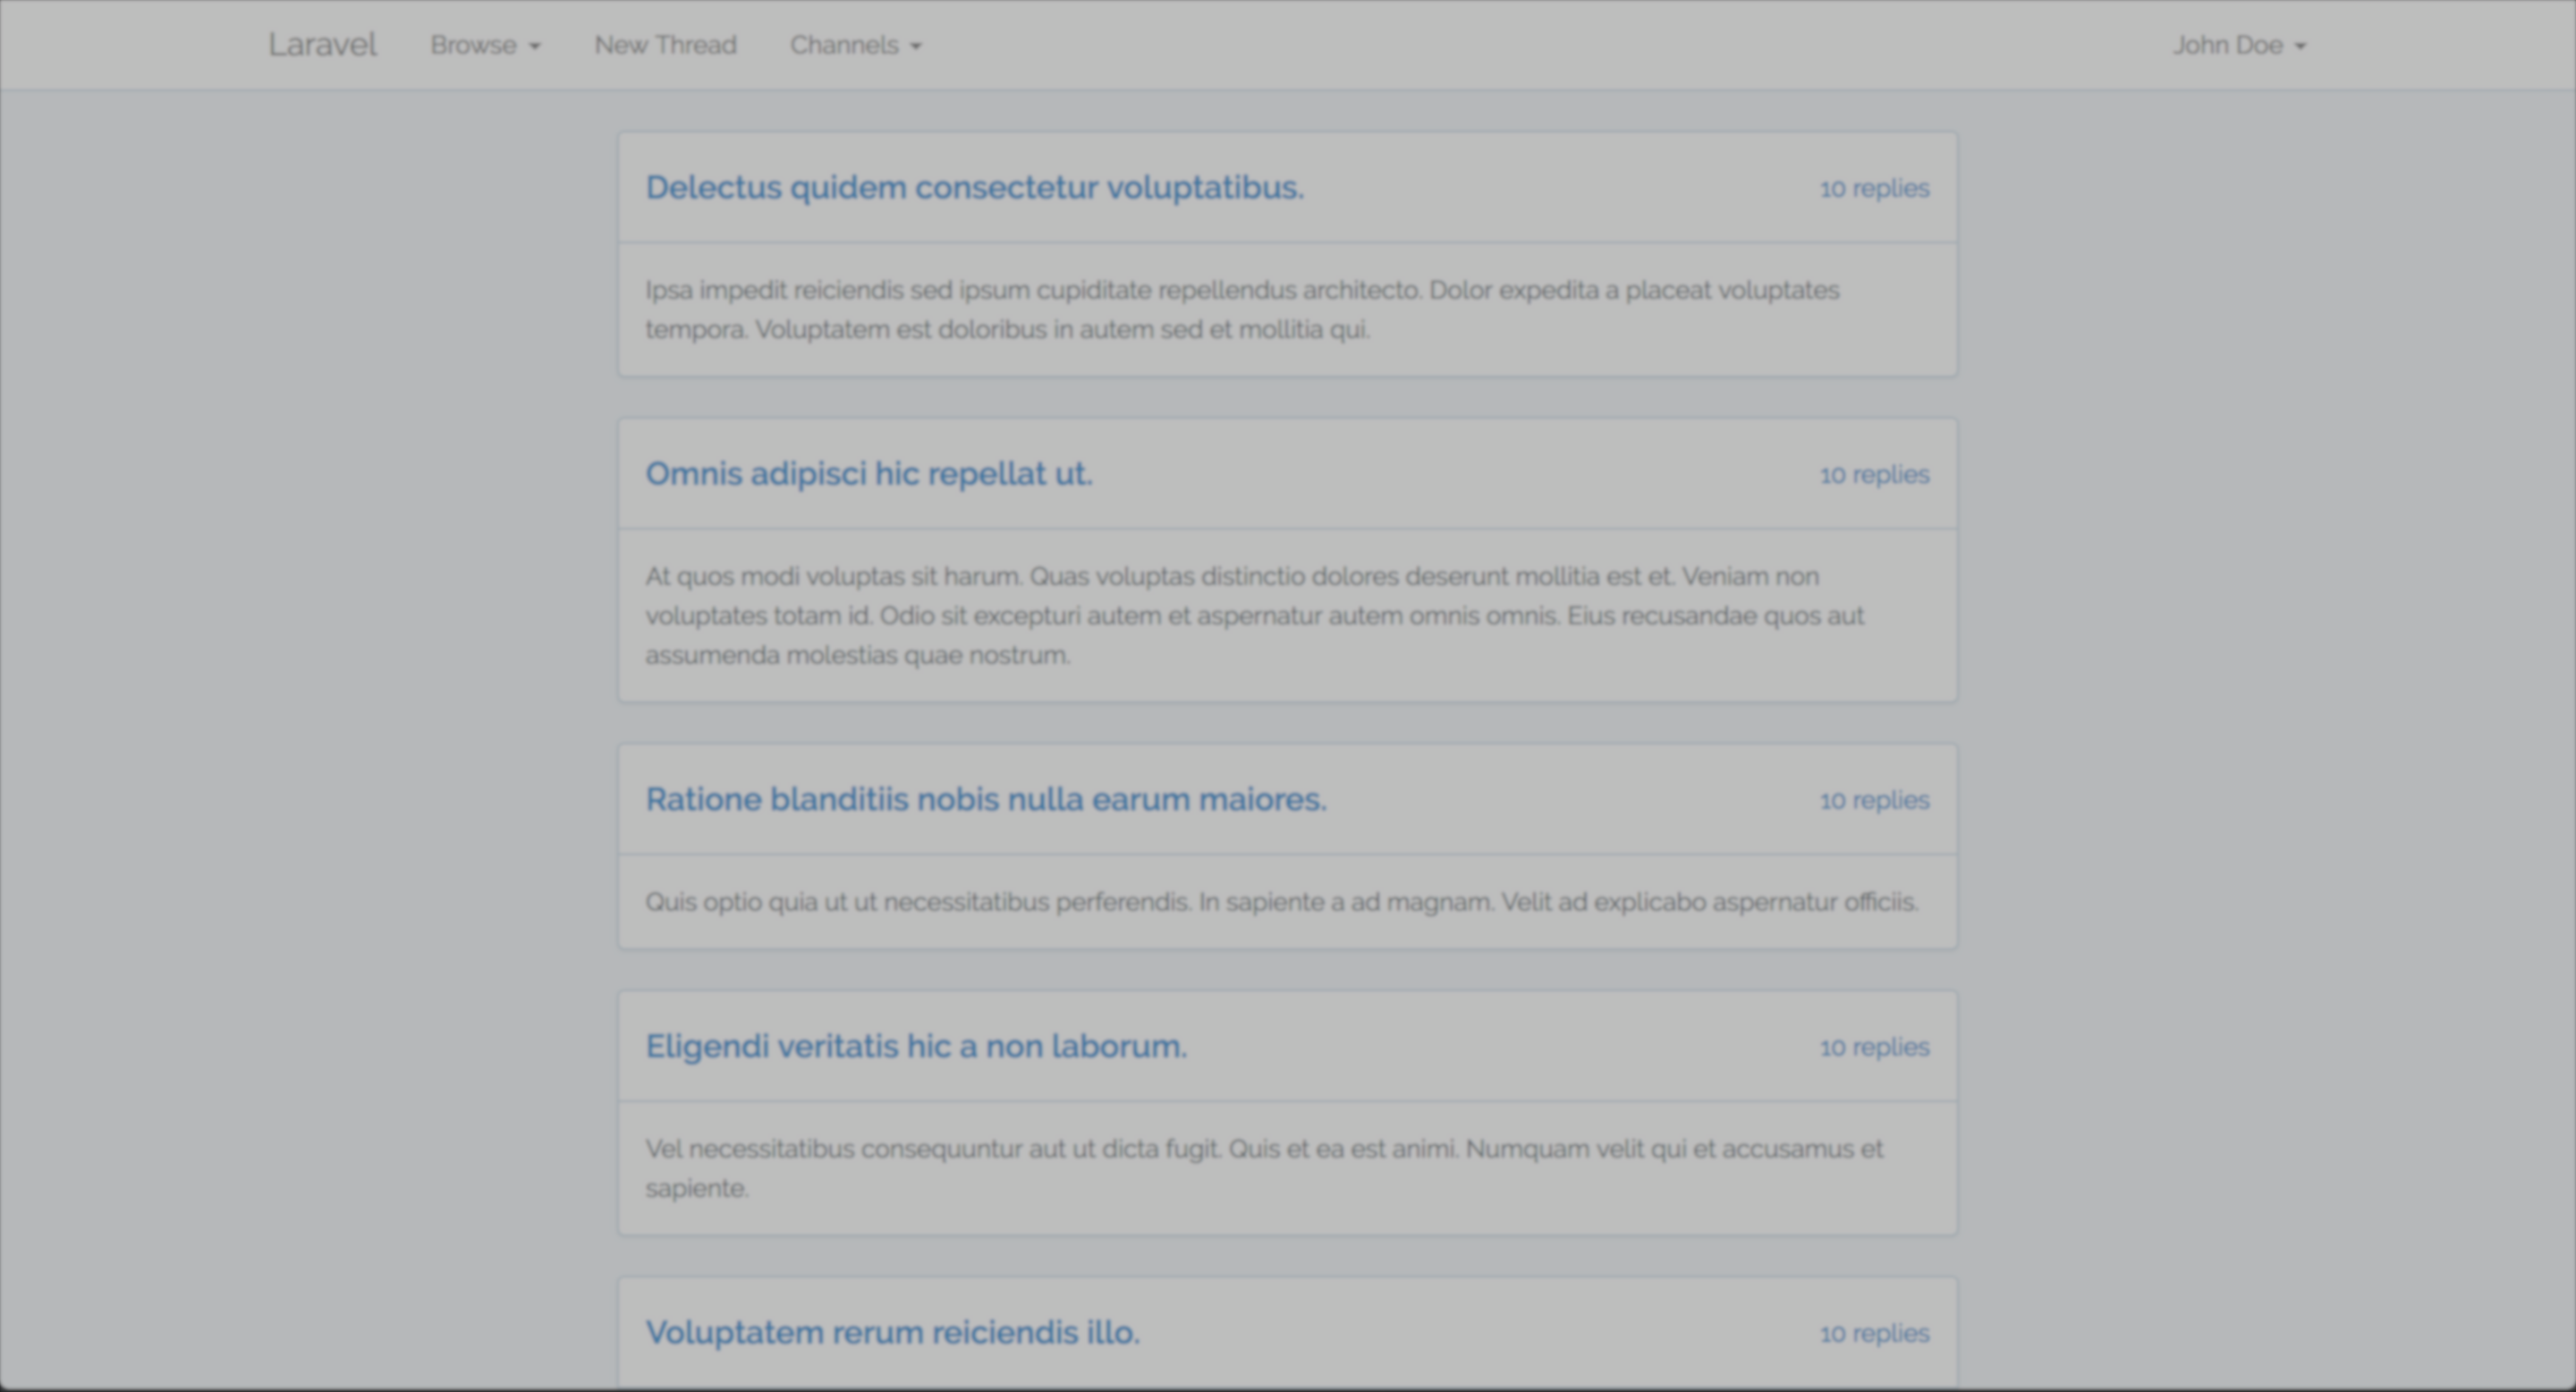 Laravel Browse New Thread Channels John Doe
Delectus quidem consectetur voluptatibus. 10 replies
Ipsa impedit reiciendis sed ipsum cupiditate repellendus architecto. Dolor expedita a placeat voluptates
tempora. Voluptatem est doloribus in autem sed et mollitia qui.
Omnis adipisci hic repellat ut. 10 replies
At quos modi voluptas sit harum. Quas voluptas distinctio dolores deserunt mollitia est et. Veniam non
voluptates totam id. Odio sit excepturi autem et aspernatur autem omnis omnis. Eius recusandae quos aut
assumenda molestias quae nostrum.
Ratione blanditiis nobis nulla earum maiores. 10 replies
Quis optio quia ut ut necessitatibus perferendis. In sapiente a ad magnam. Velit ad explicabo aspernatur officiis.
Eligendi veritatis hic a non laborum. 10 replies
Vel necessitatibus consequuntur aut ut dicta fugit. Quis et ea est animi. Numquam velit qui et accusamus et
sapiente.
Voluptatem rerum reiciendis illo. 10 replies